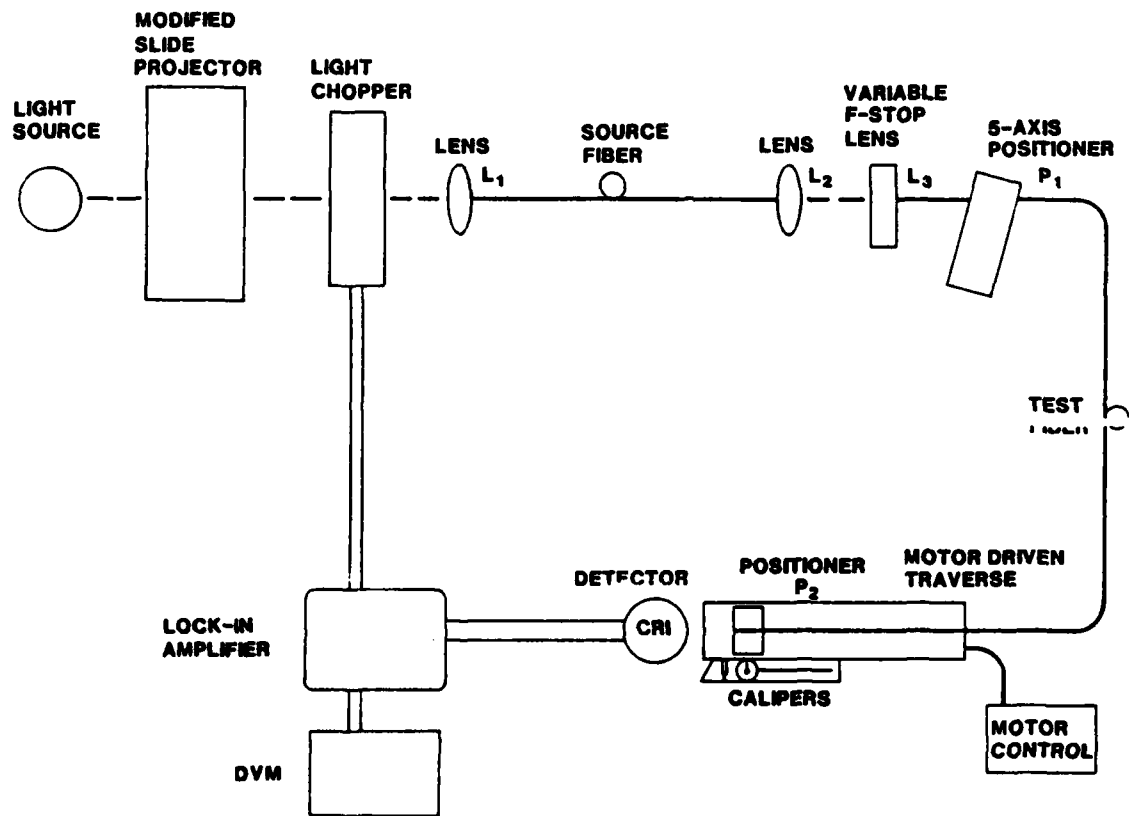 MODIFIED
SLIDE
PROJECTOR
LIGHT
SOURCE
LIGHT
CHOPPER
LENS
L1
SOURCE
FIBER
LENS
L2
VARIABLE
F-STOP
LENS
L3
5-AXIS
POSITIONER
P1
TEST
DETECTOR
CRI
POSITIONER
P2
MOTOR DRIVEN
TRAVERSE
LOCK-IN
AMPLIFIER
CALIPERS
MOTOR
CONTROL
DVM